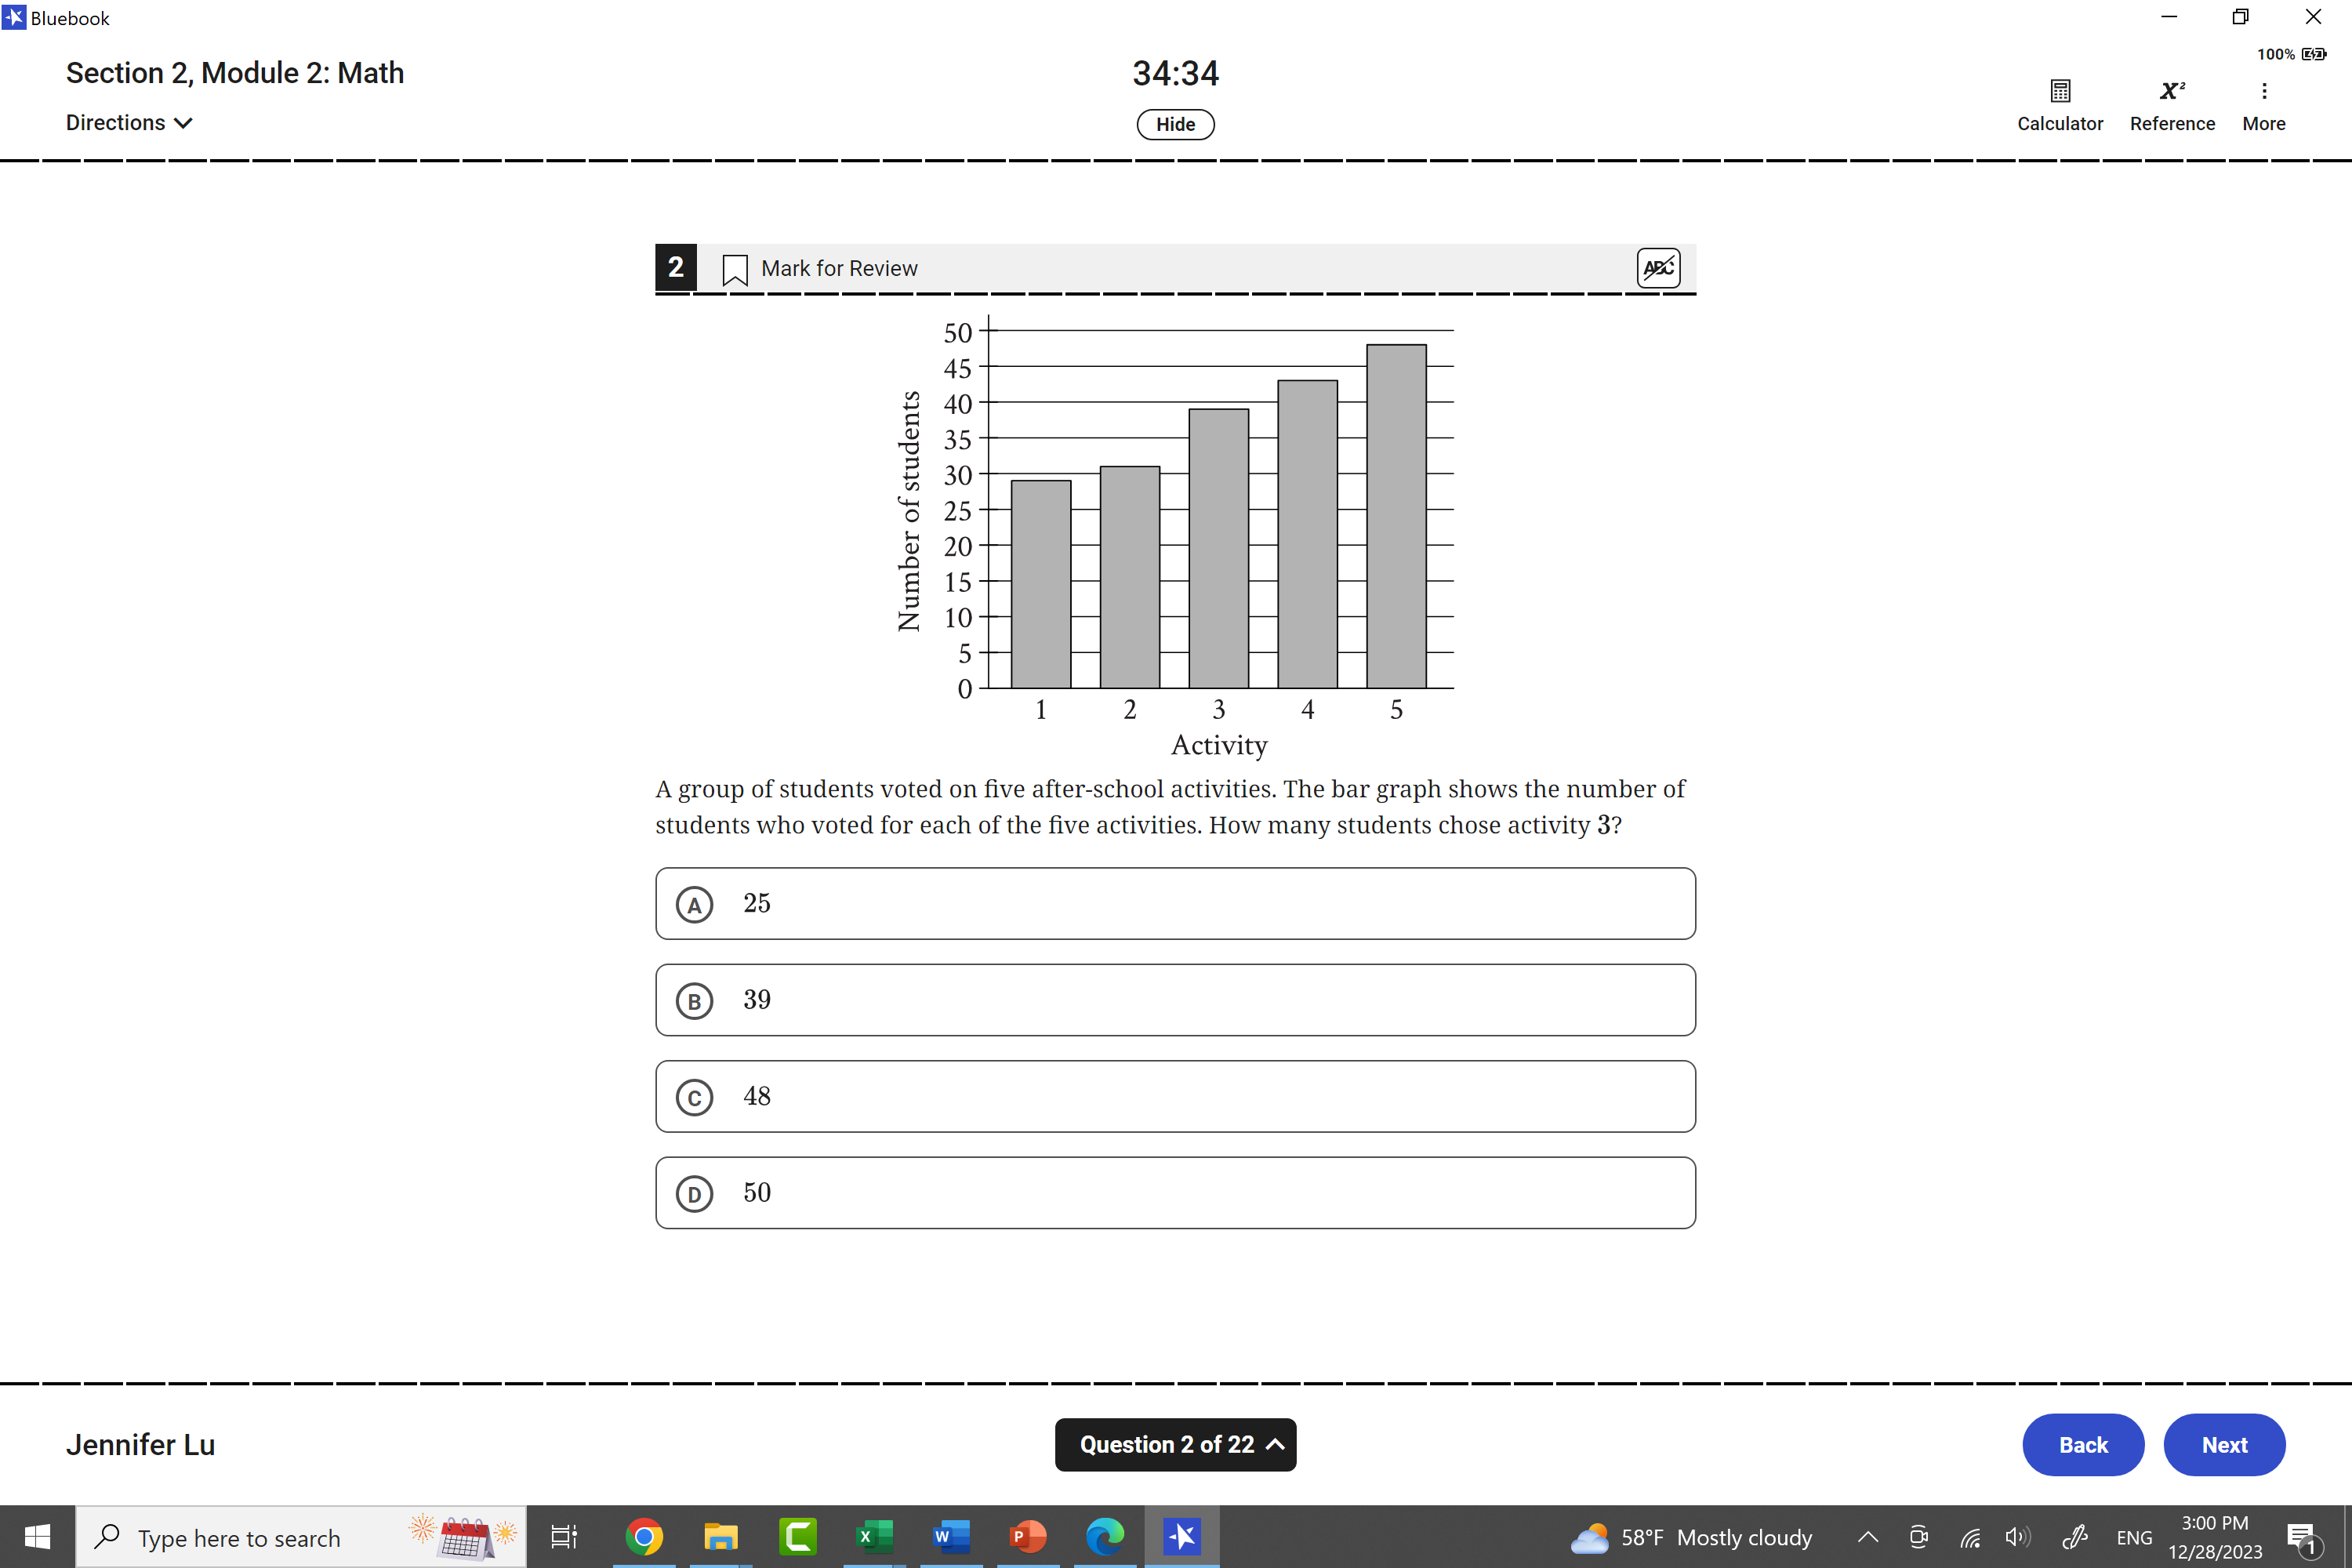 Bluebook
100%
Section 2, Module 2: Math
34:34
Directions
Hide
Calculator
X² Reference
More
2
Mark for Review
ABC
50
45
40
35
30
25
20
15
10
5
0
Number of students
1 2 3 4 5
Activity
A group of students voted on five after-school activities. The bar graph shows the number of
students who voted for each of the five activities. How many students chose activity 3?
A 25
B 39
C 48
D 50
Jennifer Lu
Question 2 of 22
Back
Next
Type here to search
X
W
P
58°F Mostly cloudy
ENG
3:00 PM
12/28/2023
1